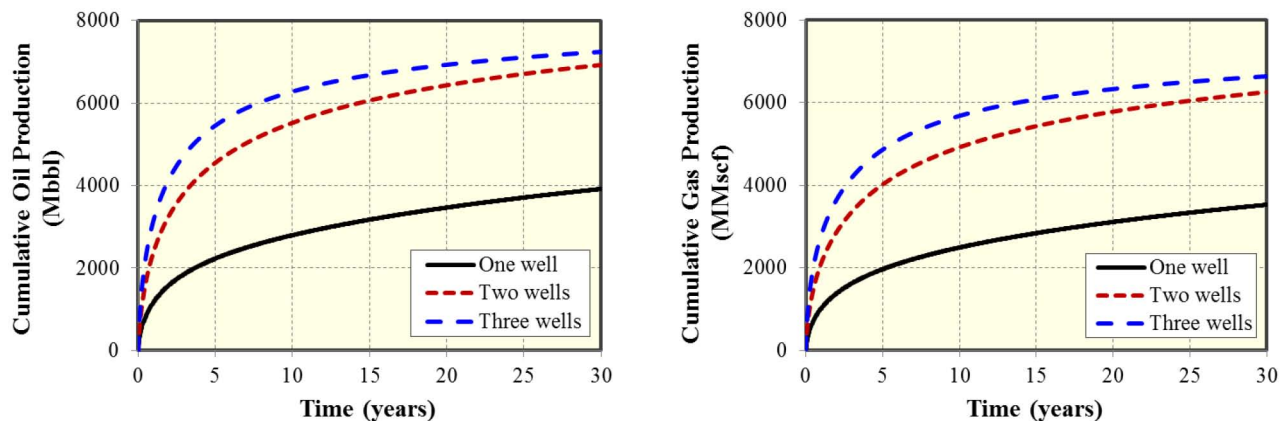 Cumulative Oil Production
(Mbbl)
8000
6000
4000
2000
0
0 5 10 15 20 25 30
Time (years)
One well
Two wells
Three wells
Cumulative Gas Production
(MMscf)
8000
6000
4000
2000
0
0 5 10 15 20 25 30
Time (years)
One well
Two wells
Three wells